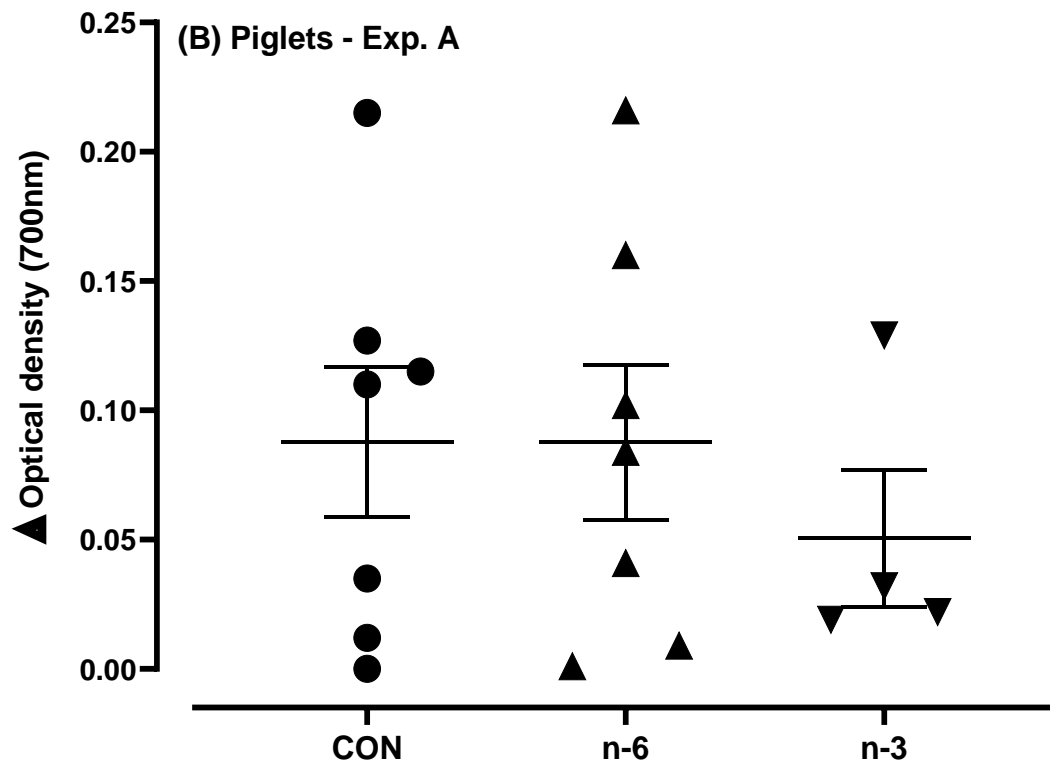 (B) Piglets - Exp. A
▲ Optical density (700nm)
0.25
0.20
0.15
0.10
0.05
0.00
CON
n-6
n-3